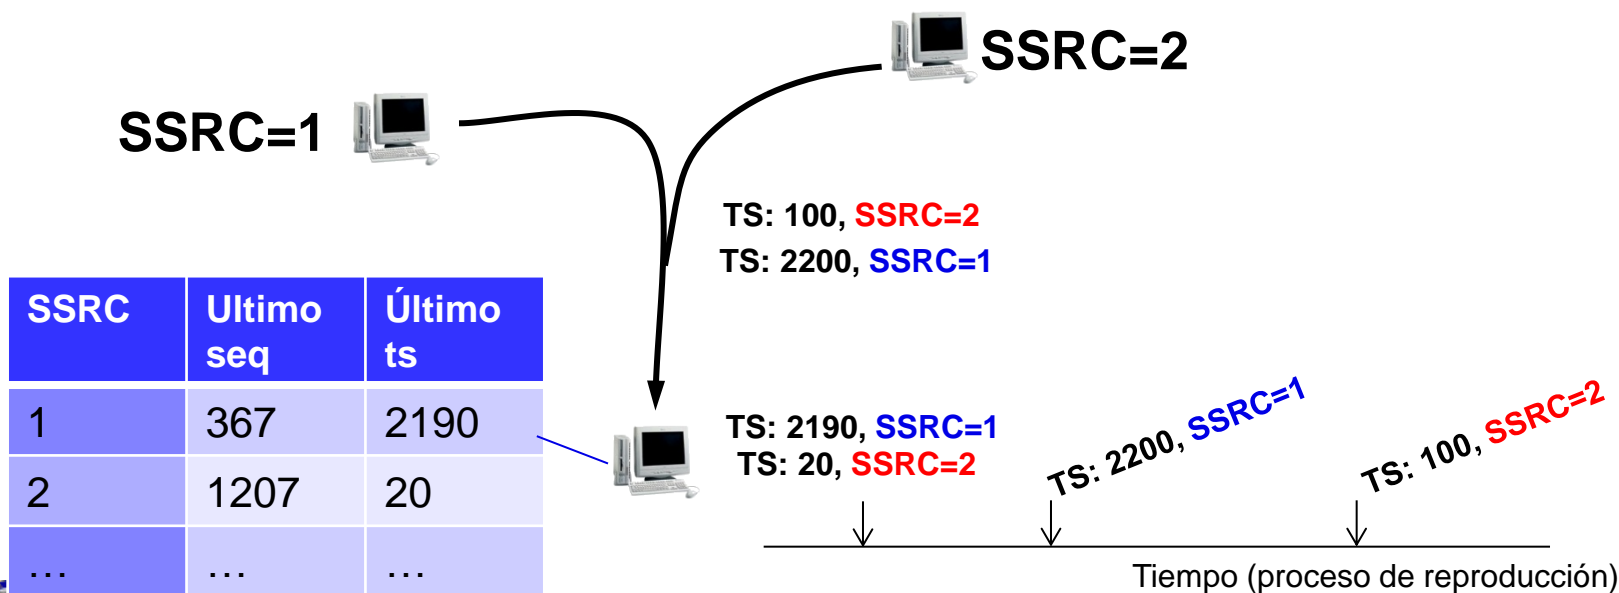 SSRC=2
SSRC=1
TS: 100, SSRC=2
TS: 2200, SSRC=1
SSRC Ultimo seq Último ts
1 367 2190
2 1207 20
… … …
TS: 2190, SSRC=1
TS: 20, SSRC=2
TS: 2200, SSRC=1
TS: 100, SSRC=2
Tiempo (proceso de reproducción)